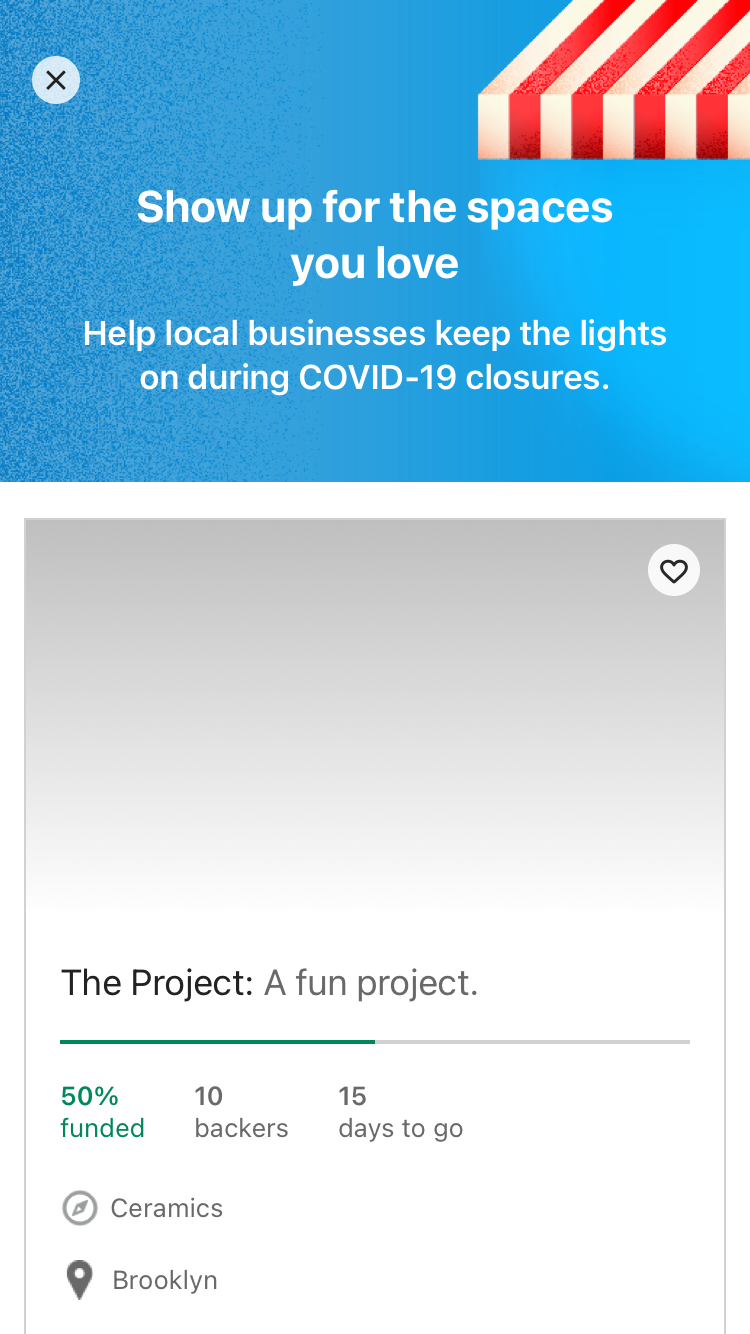 Show up for the spaces
you love
Help local businesses keep the lights
on during COVID-19 closures.
The Project: A fun project.
50% 10 15
funded backers days to go
Ceramics
Brooklyn